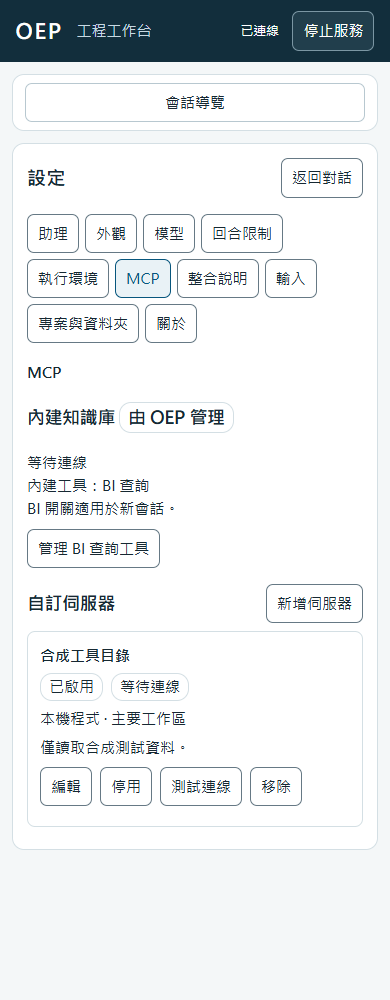 OEP 工程工作台 已連線 停止服務
會話導覽
設定 返回對話
助理 外觀 模型 回合限制
執行環境 MCP 整合說明 輸入
專案與資料夾 關於
MCP
內建知識庫 由 OEP 管理
等待連線
內建工具：BI 查詢
BI 開關適用於新會話。
管理 BI 查詢工具
自訂伺服器 新增伺服器
合成工具目錄
已啟用 等待連線
本機程式 · 主要工作區
僅讀取合成測試資料。
編輯 停用 測試連線 移除